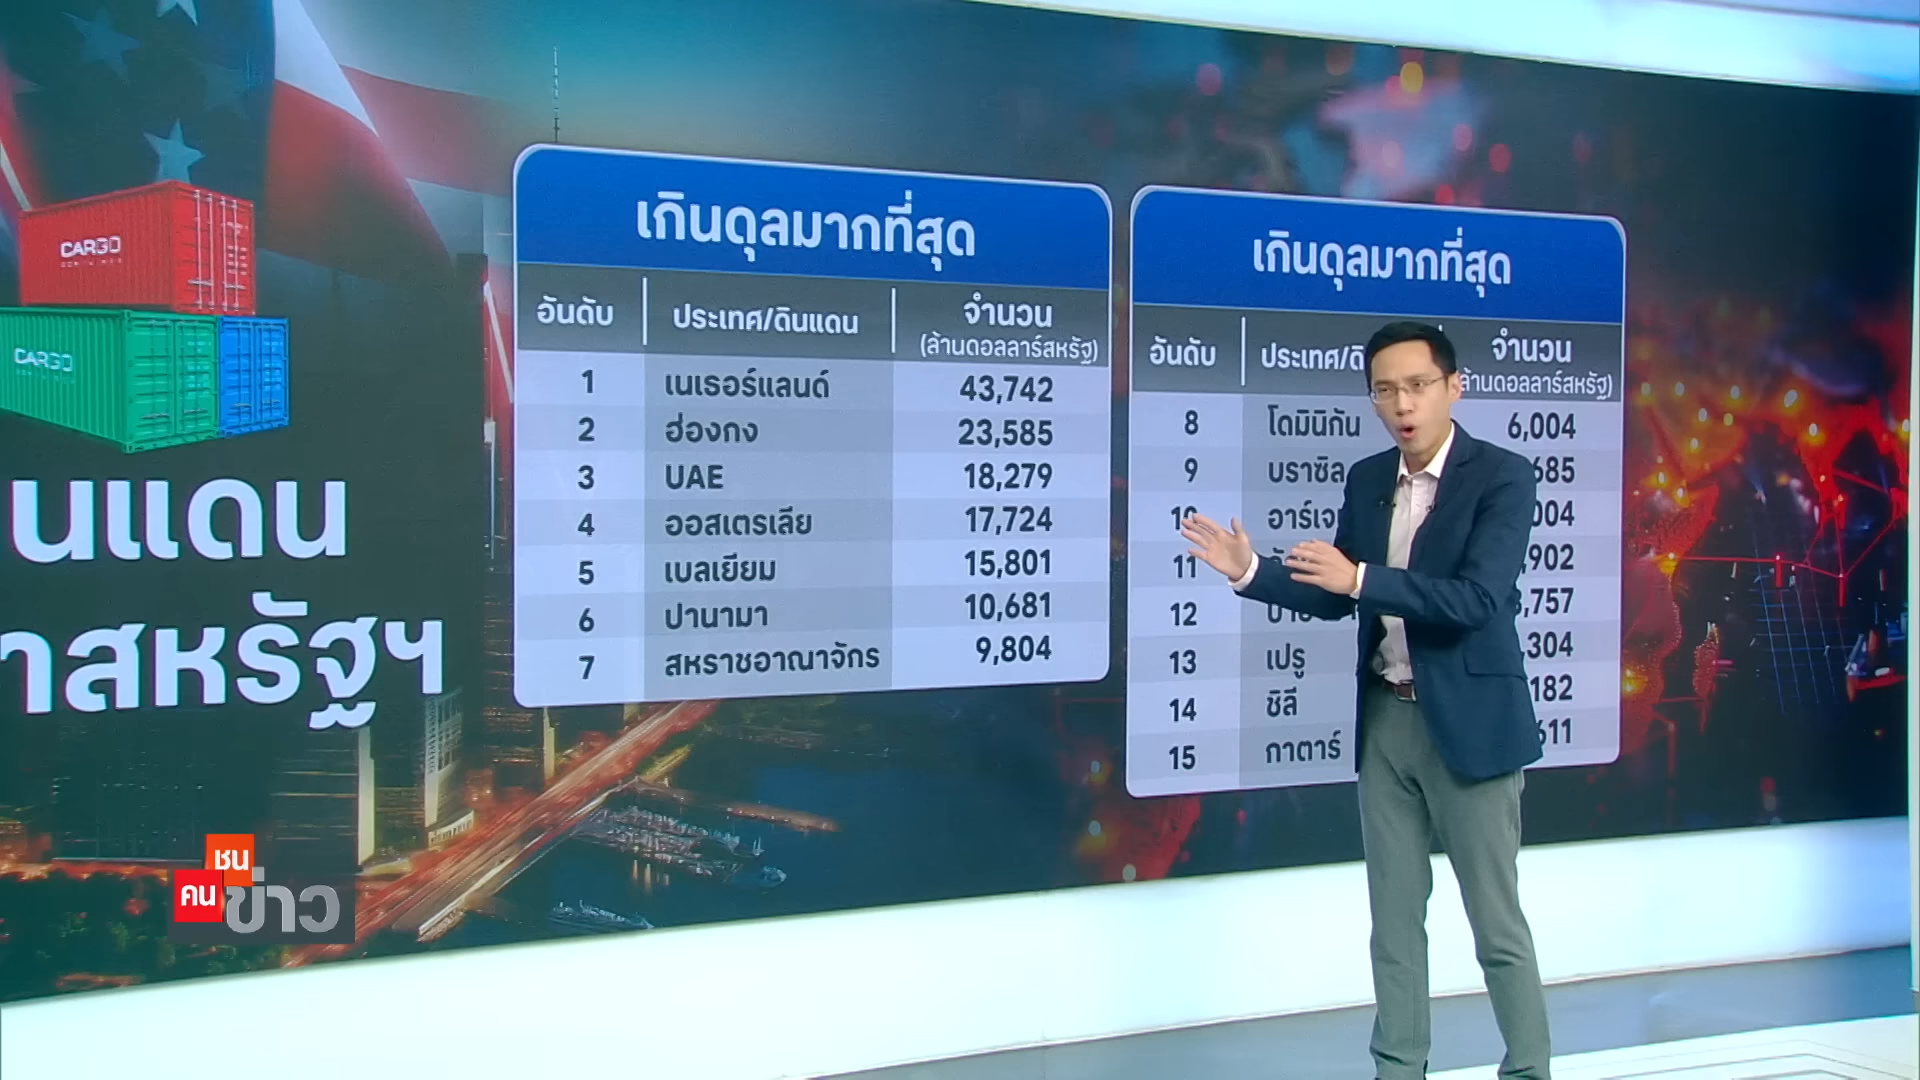 CARGO
CARGO
นแดน
าสหรัฐฯ
เกินดุลมากที่สุด
อันดับ ประเทศ/ดินแดน จำนวน
(ล้านดอลลาร์สหรัฐ)
1 เนเธอร์แลนด์ 43,742
2 ฮ่องกง 23,585
3 UAE 18,279
4 ออสเตรเลีย 17,724
5 เบลเยียม 15,801
6 ปานามา 10,681
7 สหราชอาณาจักร 9,804
เกินดุลมากที่สุด
อันดับ ประเทศ/ดิ จำนวน
ล้านดอลลาร์สหรัฐ)
8 โดมินิกัน 6,004
9 บราซิล 685
10 อาร์เจ 004
11 ,902
12 ,757
13 เปรู ,304
14 ชิลี 182
15 กาตาร์ 611
คน
ชน
ข่าว